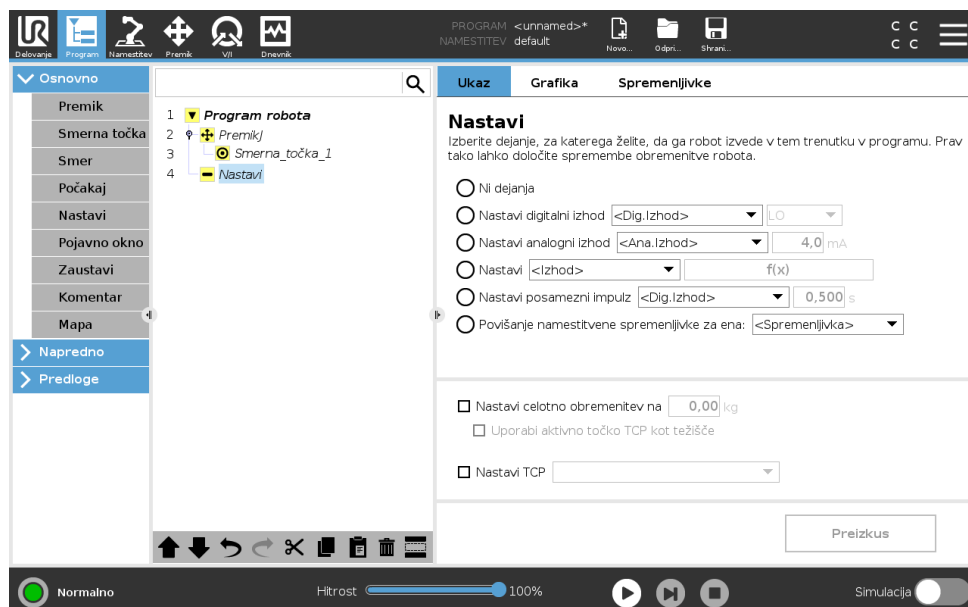 PROGRAM <unnamed>*
NAMESTITEV default
Delovanje Program Namestitev Premik V/I Dnevnik Novo... Odpri... Shrani...
C C
C C
Osnovno
Premik
Smerna točka
Smer
Počakaj
Nastavi
Pojavno okno
Zaustavi
Komentar
Mapa
Napredno
Predloge
1 Program robota
2 PremikJ
3 Smerna_točka_1
4 Nastavi
Ukaz Grafika Spremenljivke
Nastavi
Izberite dejanje, za katerega želite, da ga robot izvede v tem trenutku v programu. Prav
tako lahko določite spremembe obremenitve robota.
Ni dejanja
Nastavi digitalni izhod <Dig.Izhod> LO
Nastavi analogni izhod <Ana.Izhod> 4,0 mA
Nastavi <Izhod> f(x)
Nastavi posamezni impulz <Dig.Izhod> 0,500 s
Povišanje namestitvene spremenljivke za ena: <Spremenljivka>
Nastavi celotno obremenitev na 0,00 kg
Uporabi aktivno točko TCP kot težišče
Nastavi TCP
Preizkus
Normalno
Hitrost 100%
Simulacija